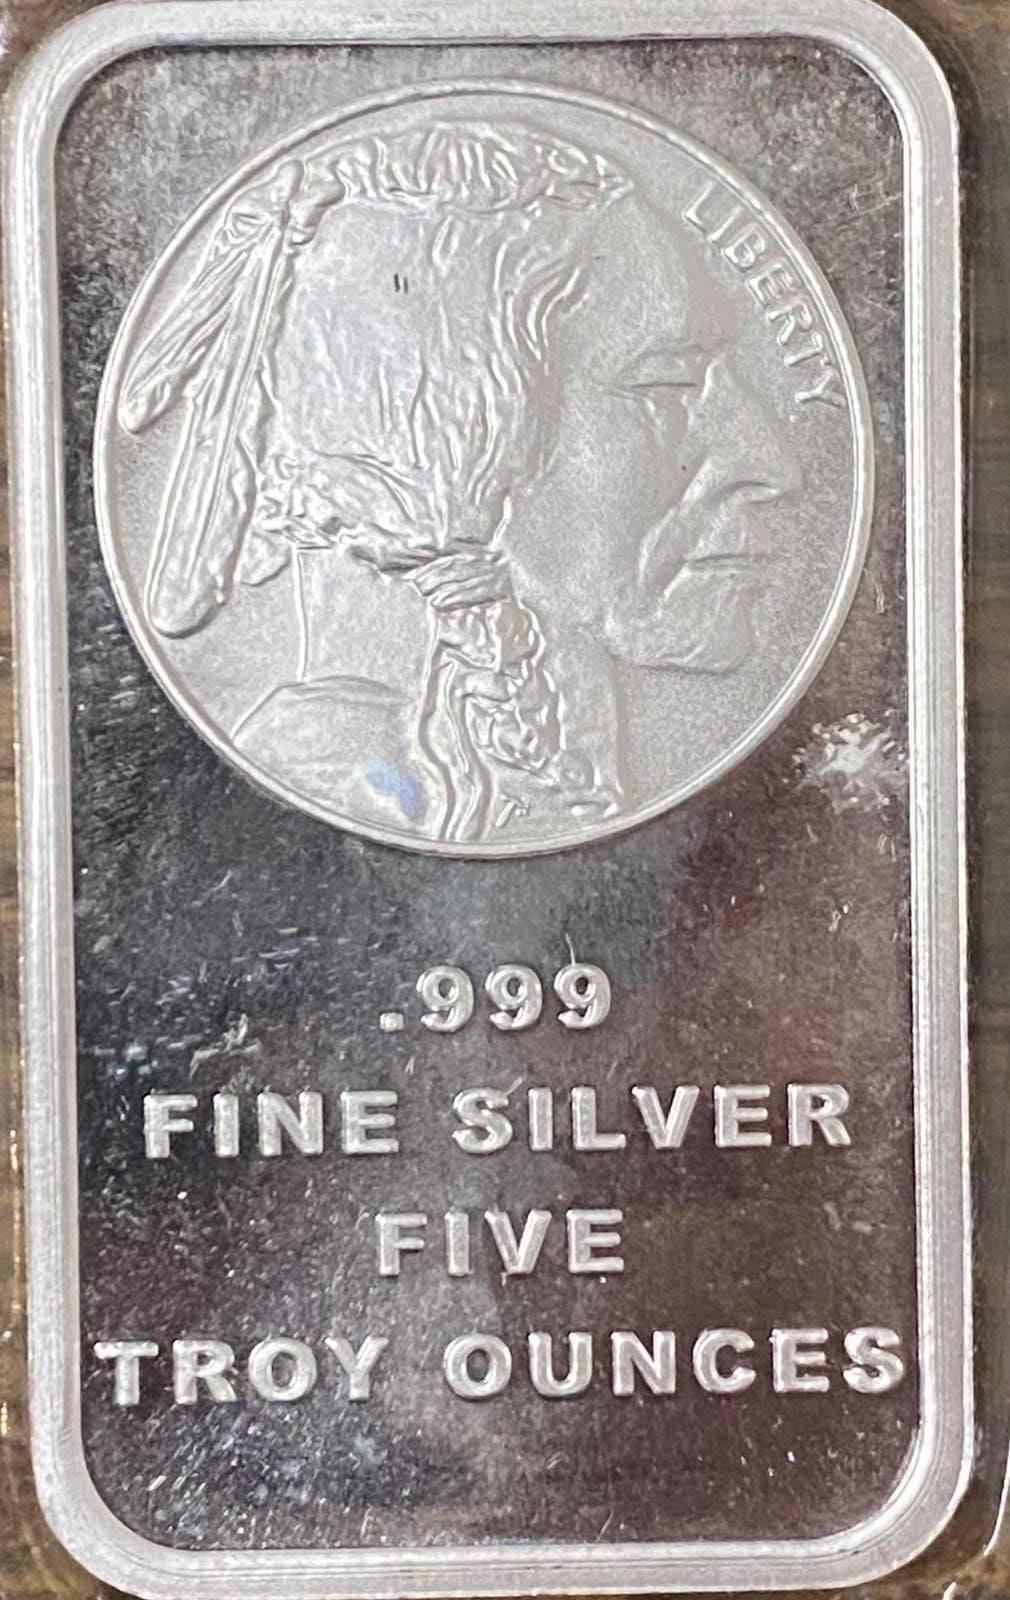 LIBERTY
.999
FINE SILVER
FIVE
TROY OUNCES